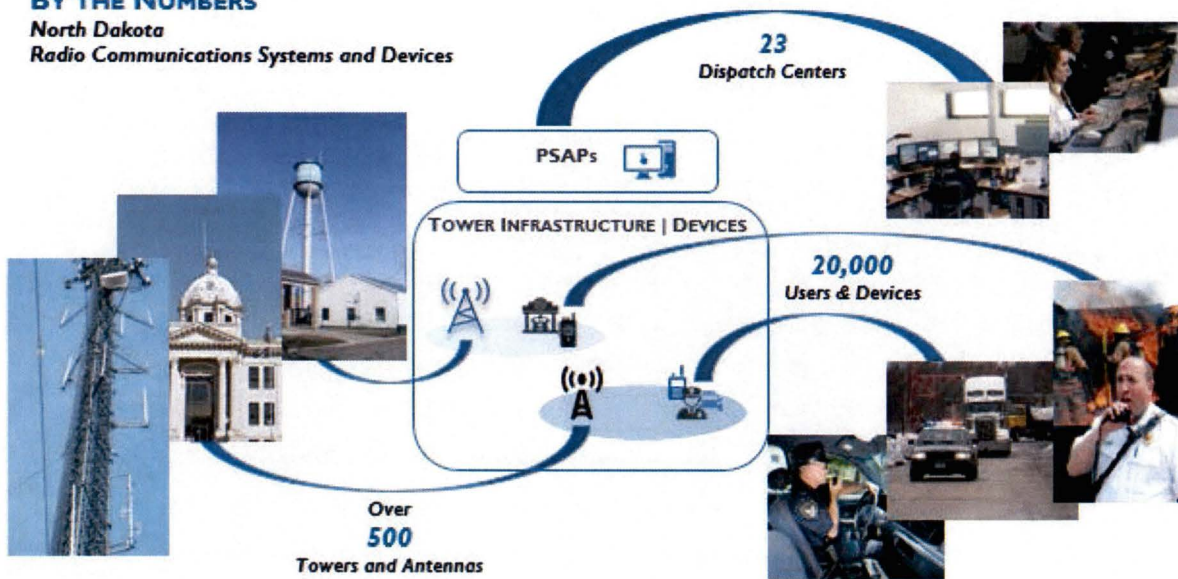 BY THE NUMBERS
North Dakota
Radio Communications Systems and Devices
23
Dispatch Centers
PSAPs
TOWER INFRASTRUCTURE | DEVICES
20,000
Users & Devices
Over
500
Towers and Antennas